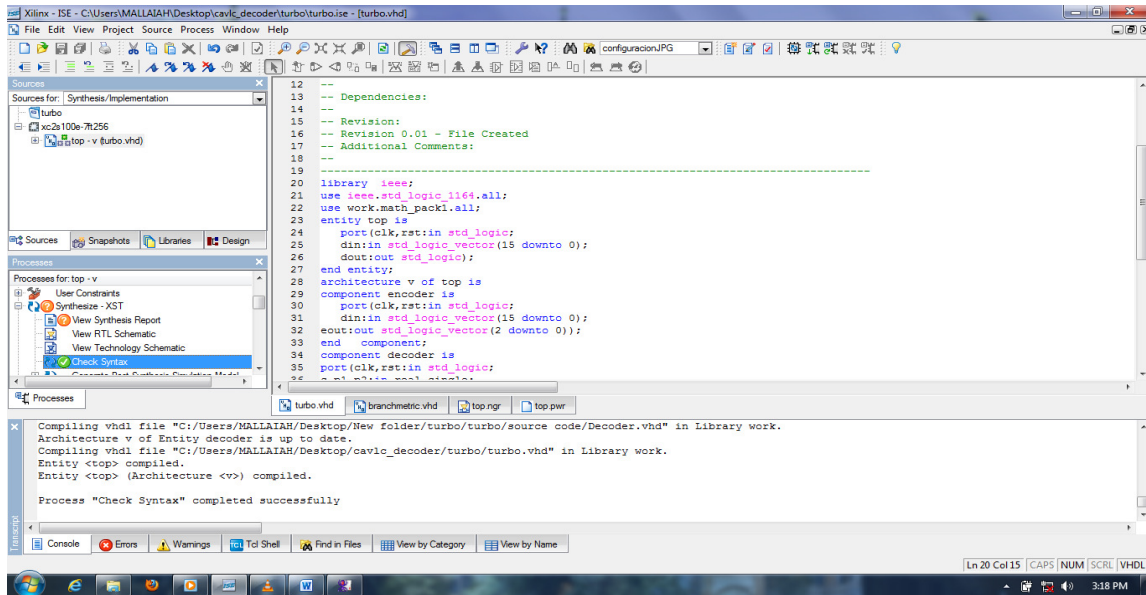 Xilinx - ISE - C:\Users\MALLAIAH\Desktop\cavlc_decoder\turbo\turbo.ise - [turbo.vhd]
File Edit View Project Source Process Window Help
configuracionJPG
Sources
Sources for: Synthesis/Implementation
turbo
xc2s100e-7ft256
top - v (turbo.vhd)
Sources Snapshots Libraries Design
Processes
Processes for: top - v
User Constraints
Synthesize - XST
View Synthesis Report
View RTL Schematic
View Technology Schematic
Check Syntax
Generate Post-Synthesis Simulation Model
Processes
12 --
13 -- Dependencies:
14 --
15 -- Revision:
16 -- Revision 0.01 - File Created
17 -- Additional Comments:
18 --
19 ----------------------------------------------------------------------------------
20 library ieee;
21 use ieee.std_logic_1164.all;
22 use work.math_pack1.all;
23 entity top is
24 port(clk,rst:in std_logic;
25 din:in std_logic_vector(15 downto 0);
26 dout:out std_logic);
27 end entity;
28 architecture v of top is
29 component encoder is
30 port(clk,rst:in std_logic;
31 din:in std_logic_vector(15 downto 0);
32 eout:out std_logic_vector(2 downto 0));
33 end component;
34 component decoder is
35 port(clk,rst:in std_logic;
36 s,p1,p2:in real_single;
turbo.vhd branchmetric.vhd top.ngr top.pwr
Compiling vhdl file "C:/Users/MALLAIAH/Desktop/New folder/turbo/turbo/source code/Decoder.vhd" in Library work.
Architecture v of Entity decoder is up to date.
Compiling vhdl file "C:/Users/MALLAIAH/Desktop/cavlc_decoder/turbo/turbo.vhd" in Library work.
Entity <top> compiled.
Entity <top> (Architecture <v>) compiled.
Process "Check Syntax" completed successfully
Transcript
Console Errors Warnings Tcl Shell Find in Files View by Category View by Name
Ln 20 Col 15 CAPS NUM SCRL VHDL
3:18 PM